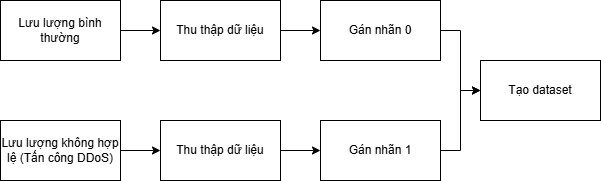 Lưu lượng bình
thường
Thu thập dữ liệu
Gán nhãn 0
Tạo dataset
Lưu lượng không hợp
lệ (Tấn công DDoS)
Thu thập dữ liệu
Gán nhãn 1